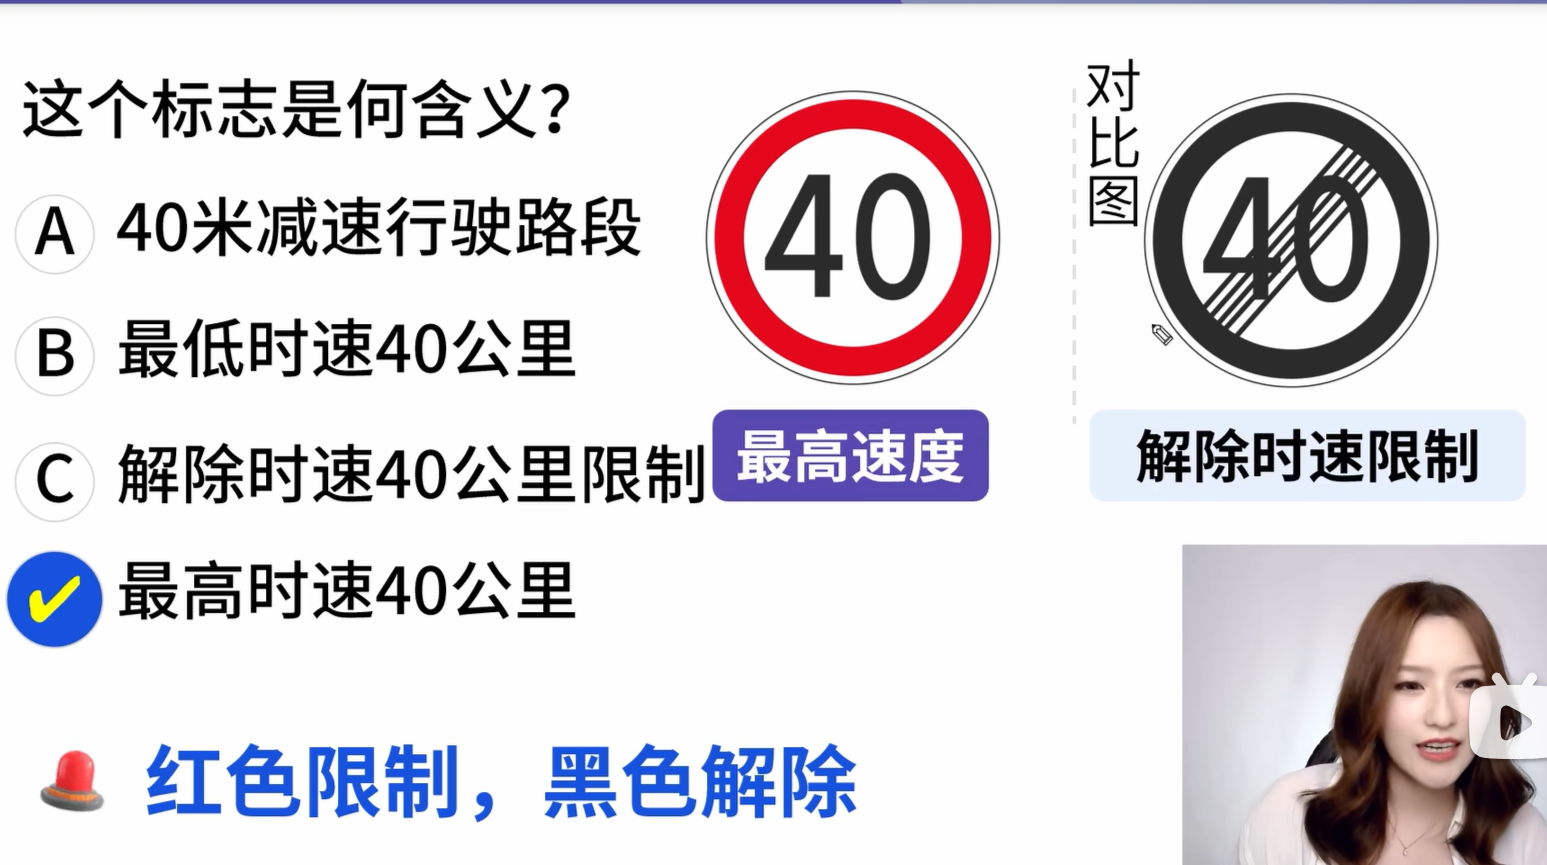 这个标志是何含义?
A 40米减速行驶路段
B 最低时速40公里
C 解除时速40公里限制
最高时速40公里
40
最高速度
对比图
40
解除时速限制
红色限制，黑色解除